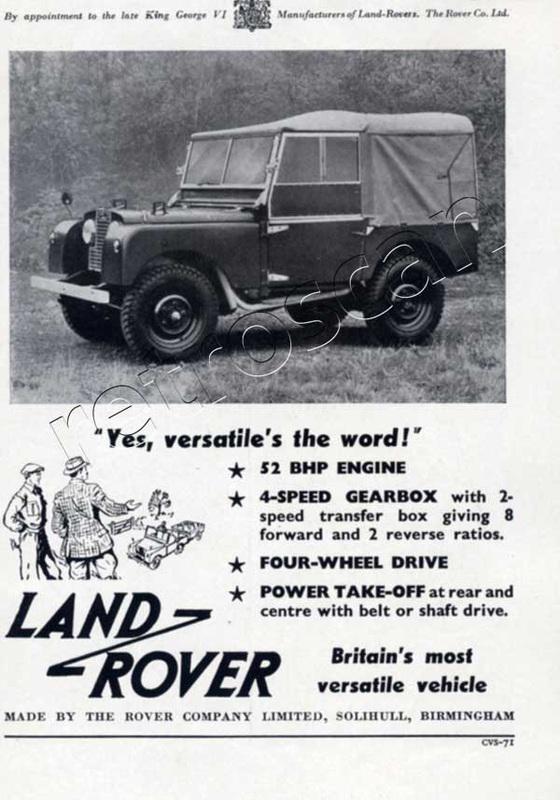 By appointment to the late King George VI
Manufacturers of Land-Rovers. The Rover Co. Ltd.
retroscan
"Yes, versatile's the word!"
★ 52 BHP ENGINE
★ 4-SPEED GEARBOX with 2-
speed transfer box giving 8
forward and 2 reverse ratios.
★ FOUR-WHEEL DRIVE
★ POWER TAKE-OFF at rear and
centre with belt or shaft drive.
LAND-
ROVER
Britain's most
versatile vehicle
MADE BY THE ROVER COMPANY LIMITED, SOLIHULL, BIRMINGHAM
CVS-71